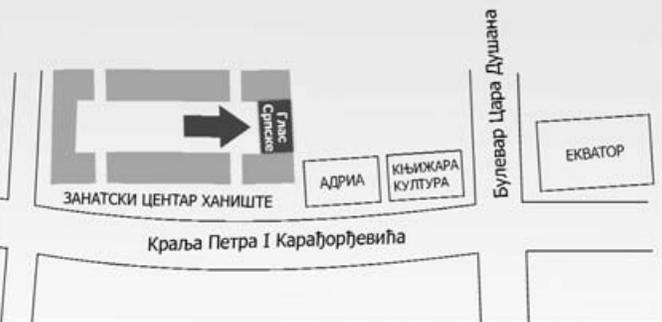 Глас
Српске
ЗАНАТСКИ ЦЕНТАР ХАНИШТЕ
АДРИА
КЊИЖАРА
КУЛТУРА
Булевар Цара Душана
ЕКВАТОР
Краља Петра I Карађорђевића